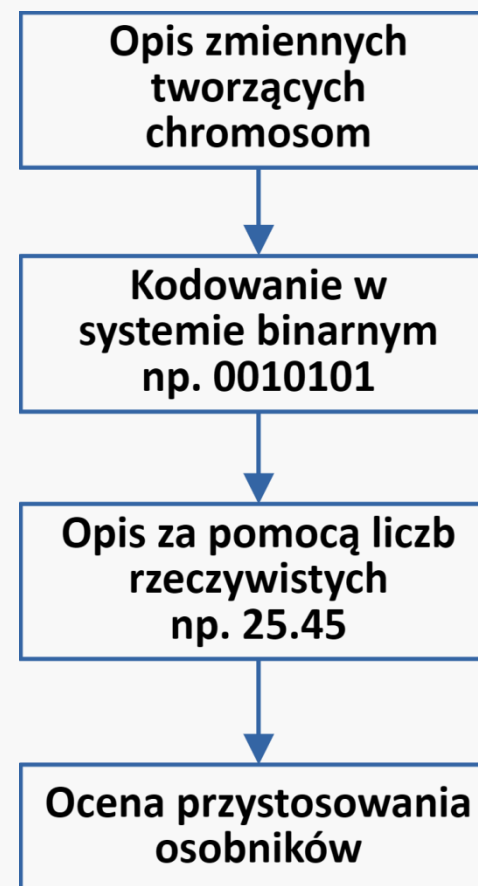 Opis zmiennych
tworzących
chromosom
Kodowanie w
systemie binarnym
np. 0010101
Opis za pomocą liczb
rzeczywistych
np. 25.45
Ocena przystosowania
osobników